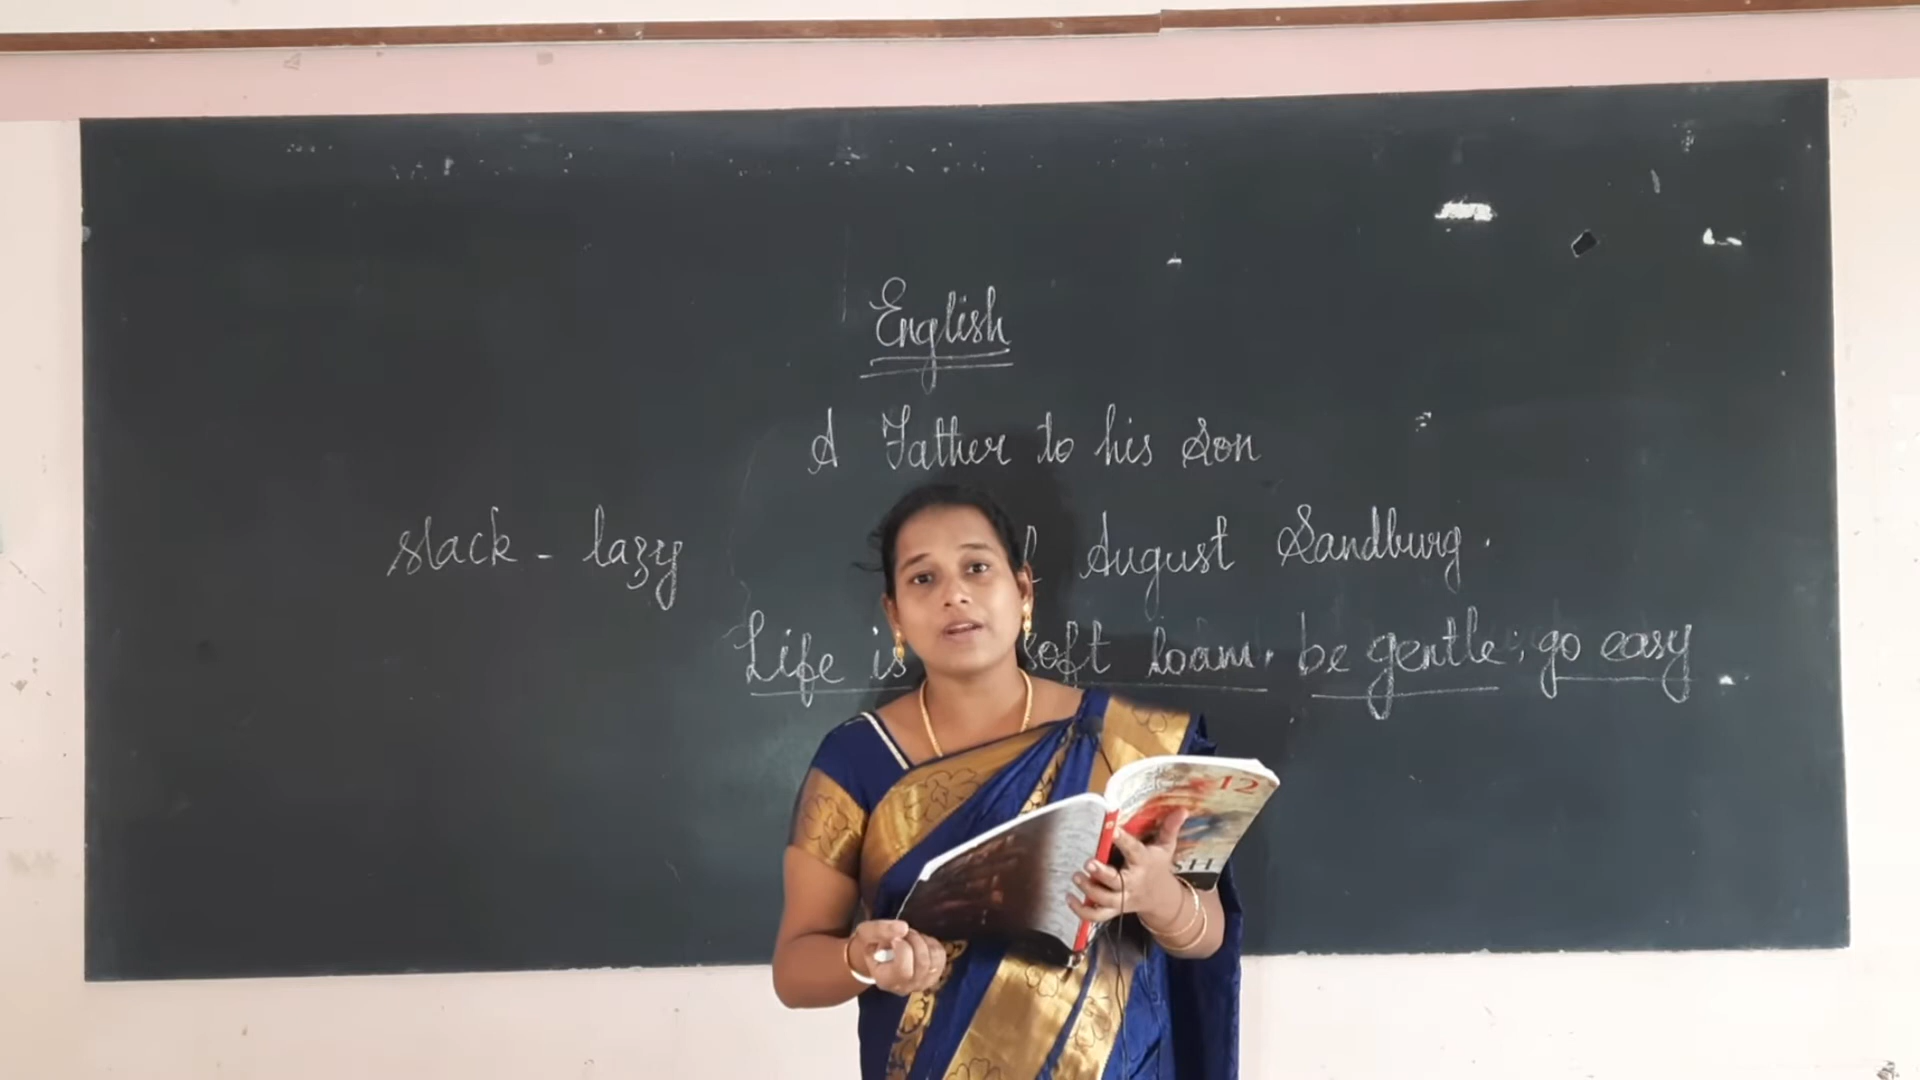 English
A Father to his Son
slack - lazy
August Sandburg.
Life is soft loam. be gentle; go easy
12